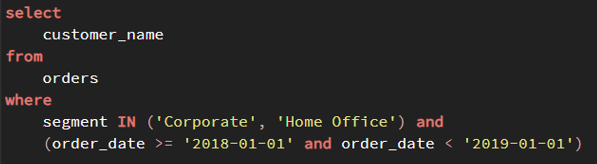 select
    customer_name
from
    orders
where
    segment IN ('Corporate', 'Home Office') and
    (order_date >= '2018-01-01' and order_date < '2019-01-01')